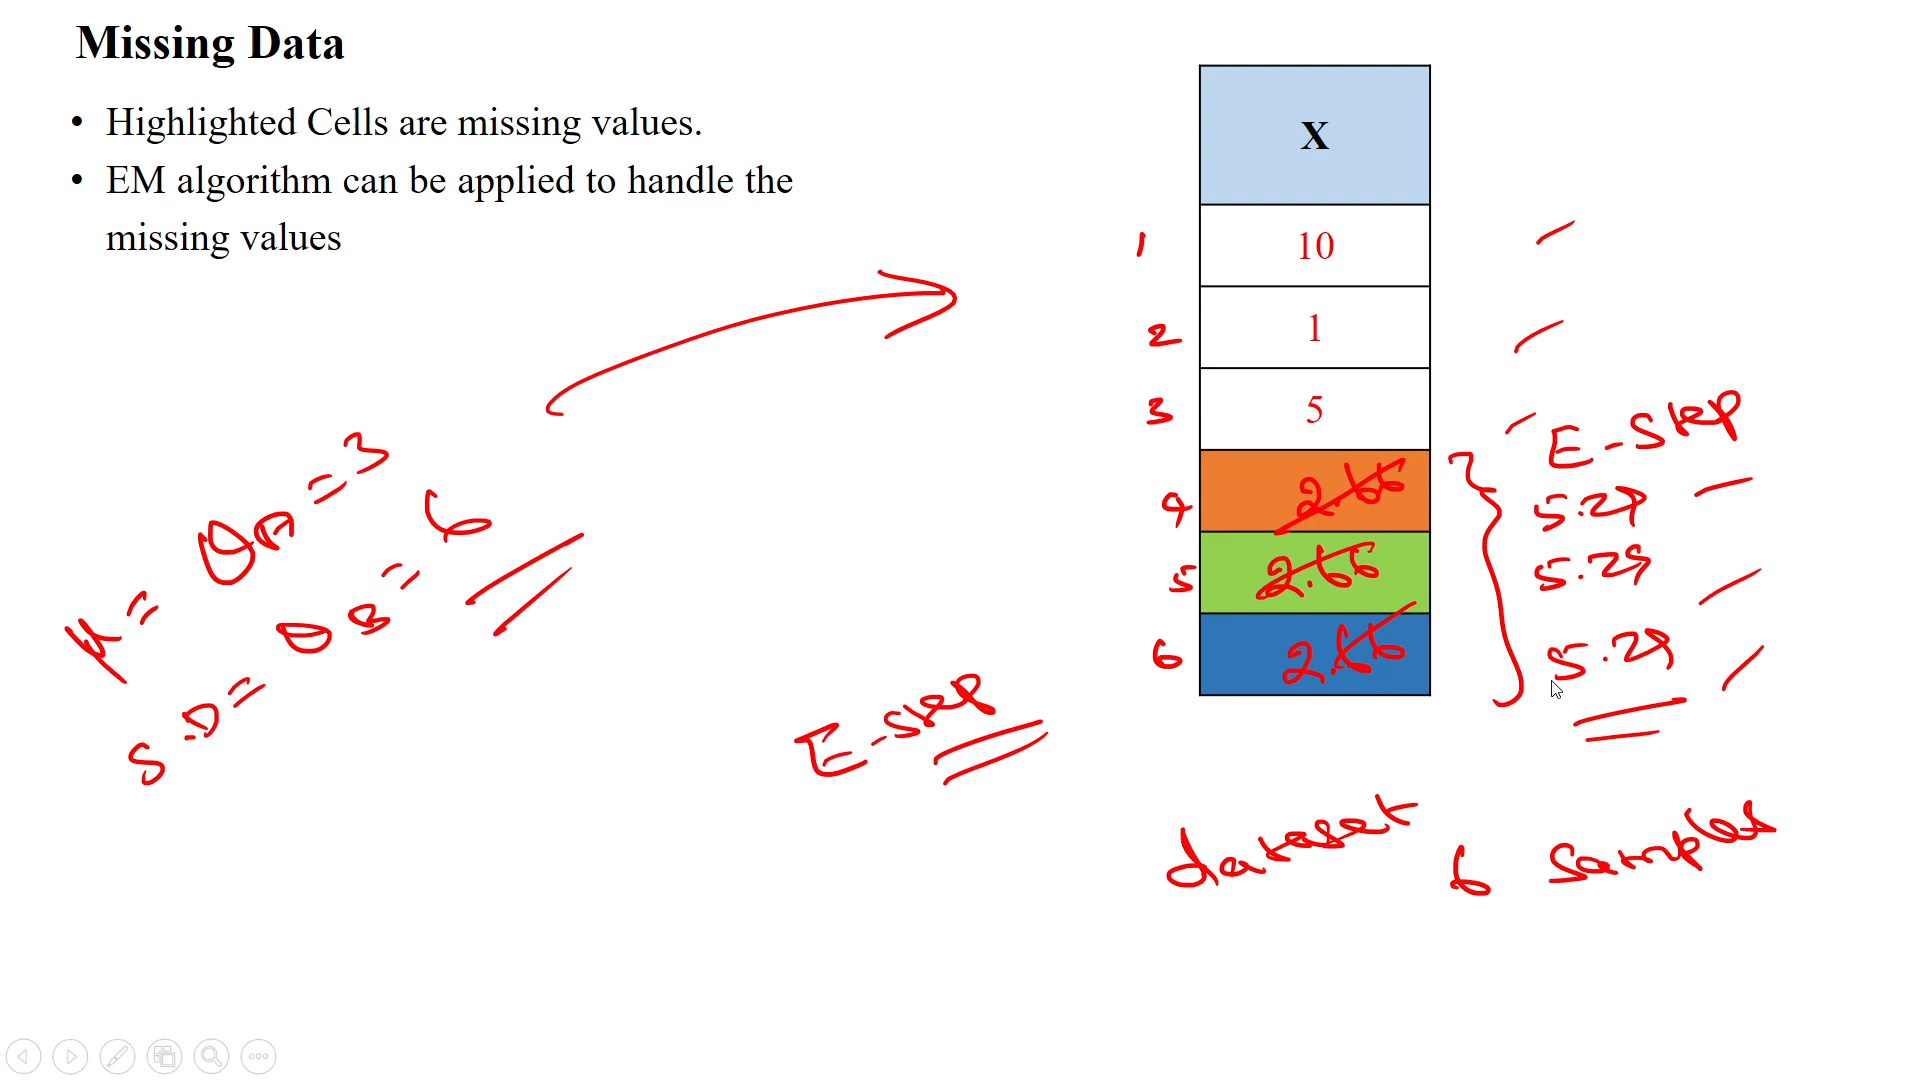 Missing Data
• Highlighted Cells are missing values.
• EM algorithm can be applied to handle the
missing values
X
1 10
2 1
3 5
E-step
4 2.66 5.29
5 2.66 5.29
6 2.66 5.29
μ = θA = 3
S.D = θB = 6
E-step
dataset 6 samples